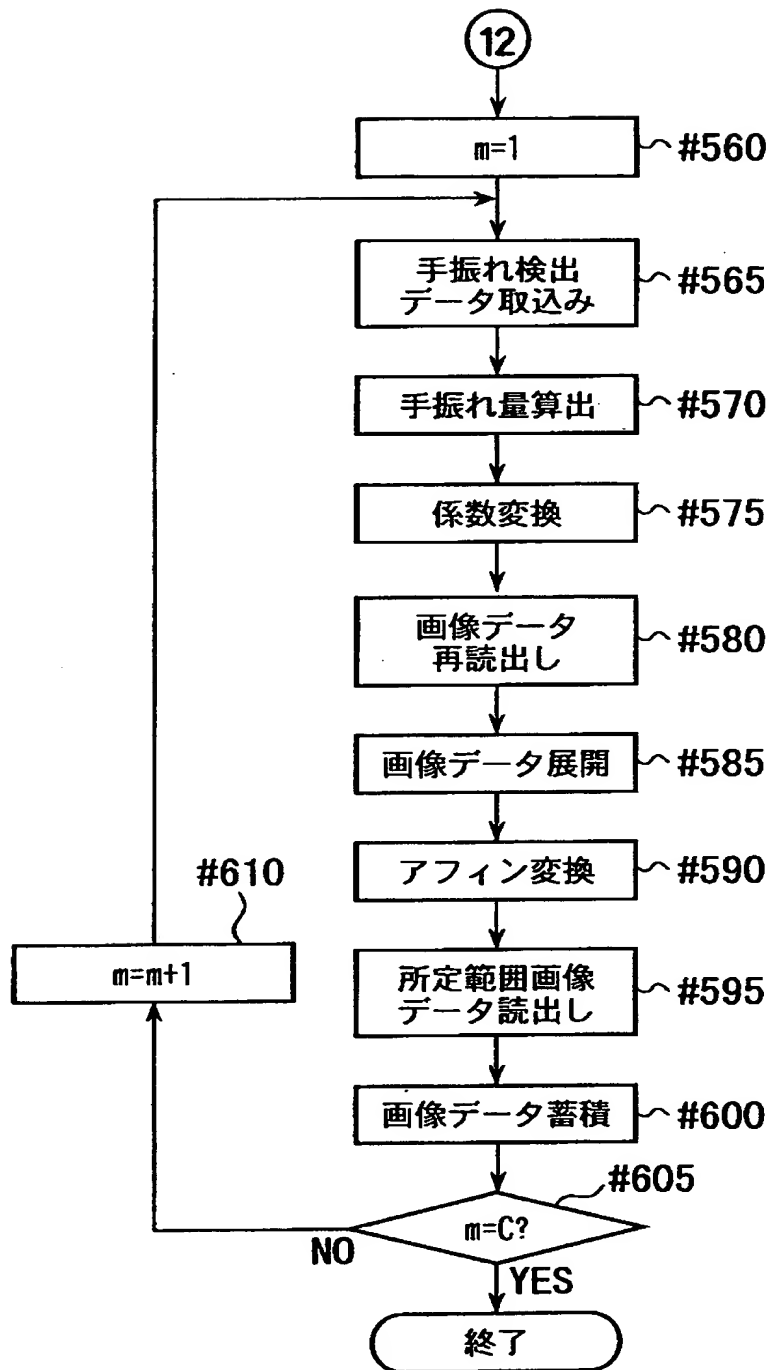 12
m=1
#560
手振れ検出
データ取込み
#565
手振れ量算出
#570
係数変換
#575
画像データ
再読出し
#580
画像データ展開
#585
アフィン変換
#590
#610
m=m+1
所定範囲画像
データ読出し
#595
画像データ蓄積
#600
#605
m=C?
NO
YES
終了